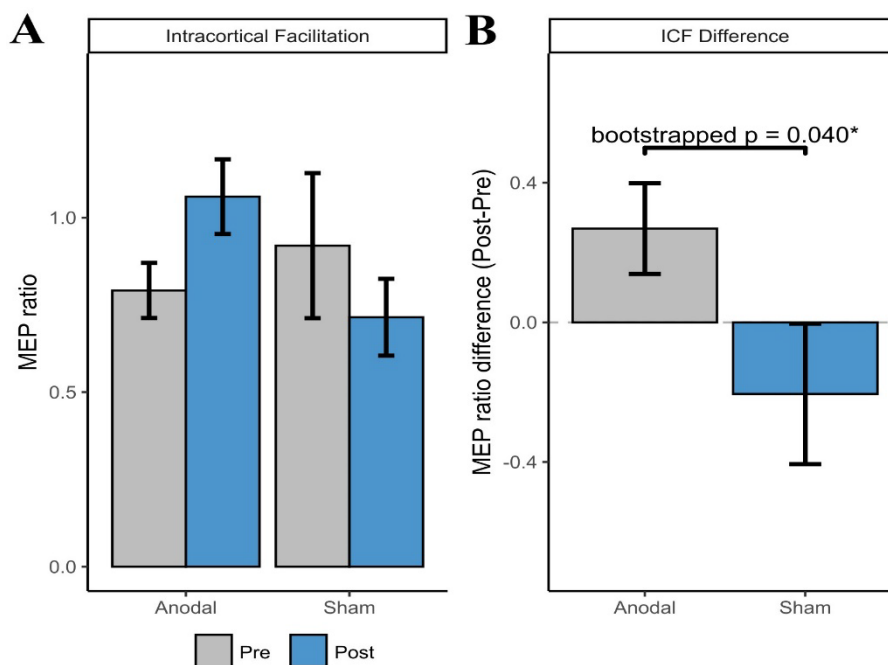 A
Intracortical Facilitation
MEP ratio
1.0
0.5
0.0
Anodal
Sham
Pre
Post
B
ICF Difference
bootstrapped p = 0.040*
MEP ratio difference (Post-Pre)
0.4
0.0
-0.4
Anodal
Sham